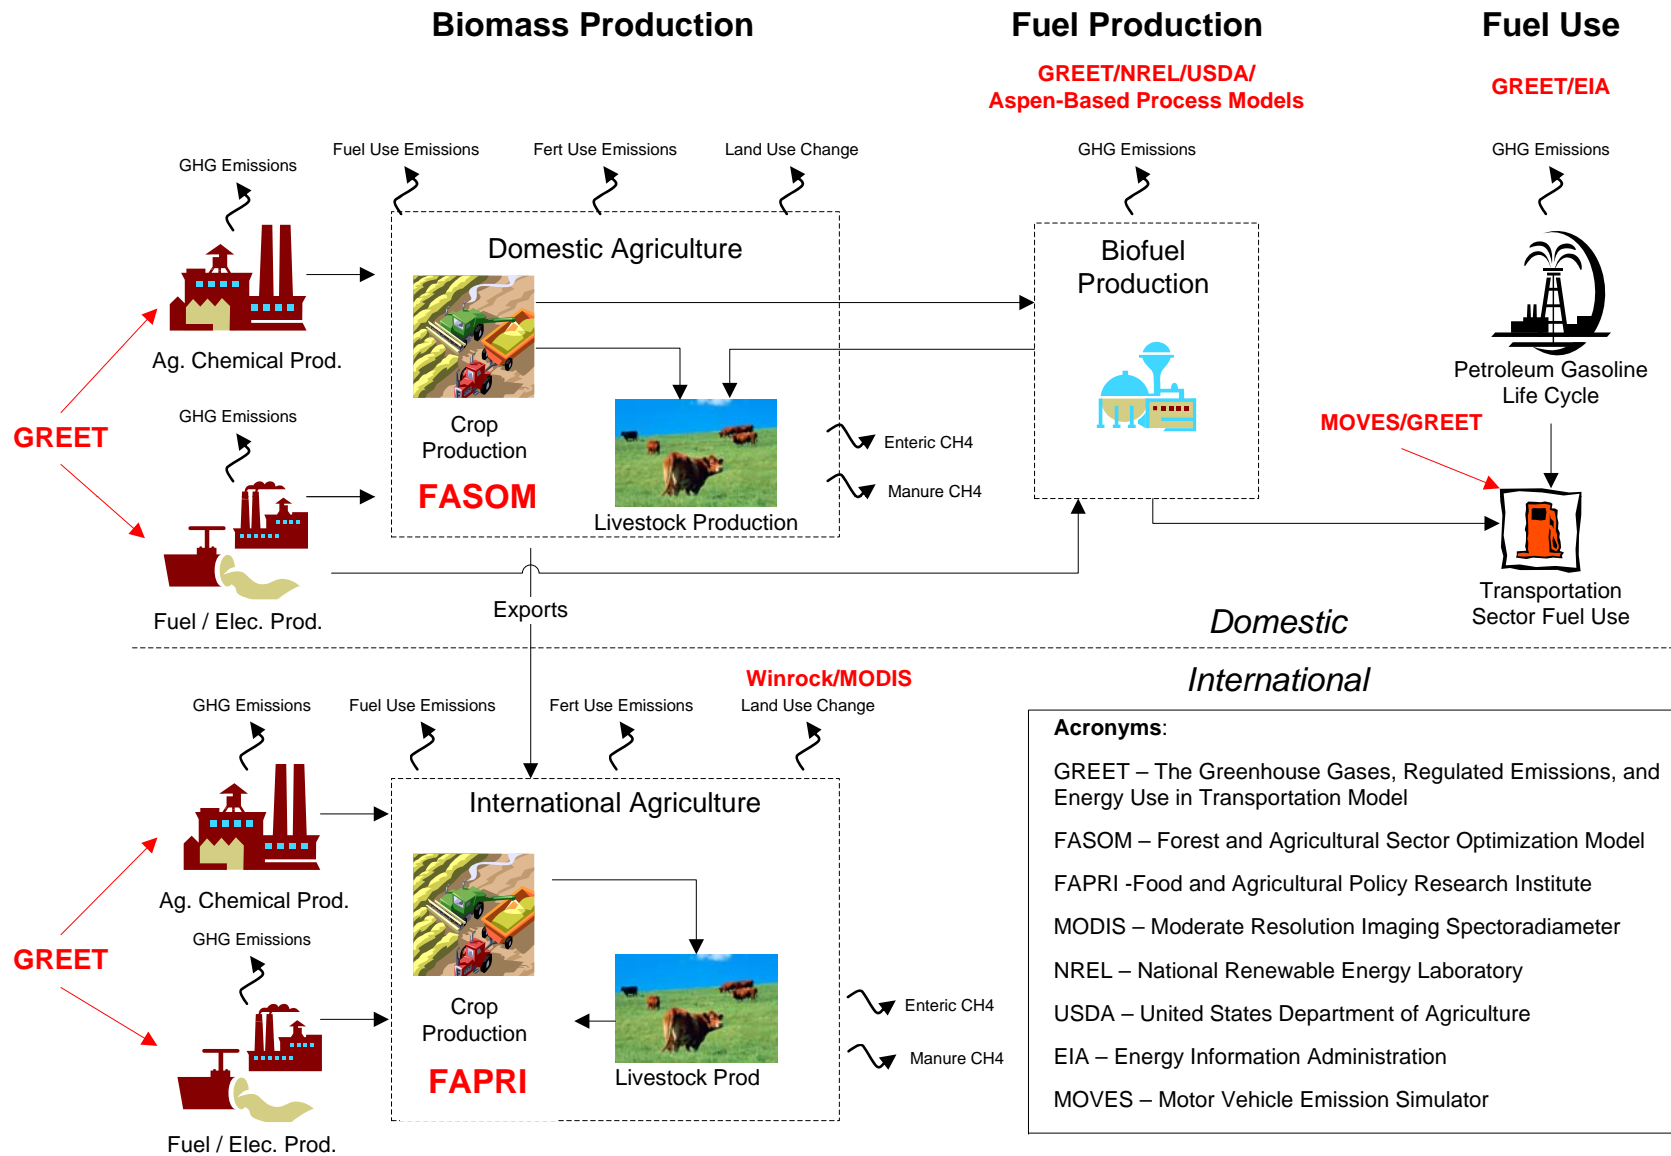 Biomass Production
Fuel Production
Fuel Use
GREET/NREL/USDA/
Aspen-Based Process Models
GREET/EIA
GHG Emissions
Fuel Use Emissions
Fert Use Emissions
Land Use Change
GHG Emissions
GHG Emissions
Domestic Agriculture
Biofuel
Production
Ag. Chemical Prod.
Petroleum Gasoline
Life Cycle
GHG Emissions
GREET
Crop
Production
FASOM
Livestock Production
Enteric CH4
Manure CH4
MOVES/GREET
Fuel / Elec. Prod.
Exports
Transportation
Sector Fuel Use
Domestic
International
Winrock/MODIS
GHG Emissions
Fuel Use Emissions
Fert Use Emissions
Land Use Change
International Agriculture
Ag. Chemical Prod.
GHG Emissions
GREET
Crop
Production
FAPRI
Livestock Prod
Enteric CH4
Manure CH4
Fuel / Elec. Prod.
Acronyms:
GREET – The Greenhouse Gases, Regulated Emissions, and
Energy Use in Transportation Model
FASOM – Forest and Agricultural Sector Optimization Model
FAPRI -Food and Agricultural Policy Research Institute
MODIS – Moderate Resolution Imaging Spectoradiameter
NREL – National Renewable Energy Laboratory
USDA – United States Department of Agriculture
EIA – Energy Information Administration
MOVES – Motor Vehicle Emission Simulator